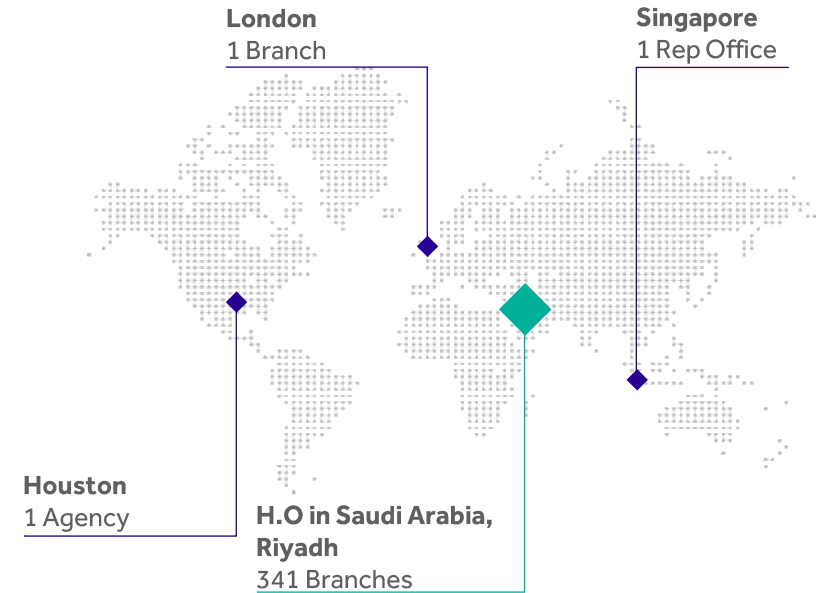 London
1 Branch
Singapore
1 Rep Office
Houston
1 Agency
H.O in Saudi Arabia,
Riyadh
341 Branches